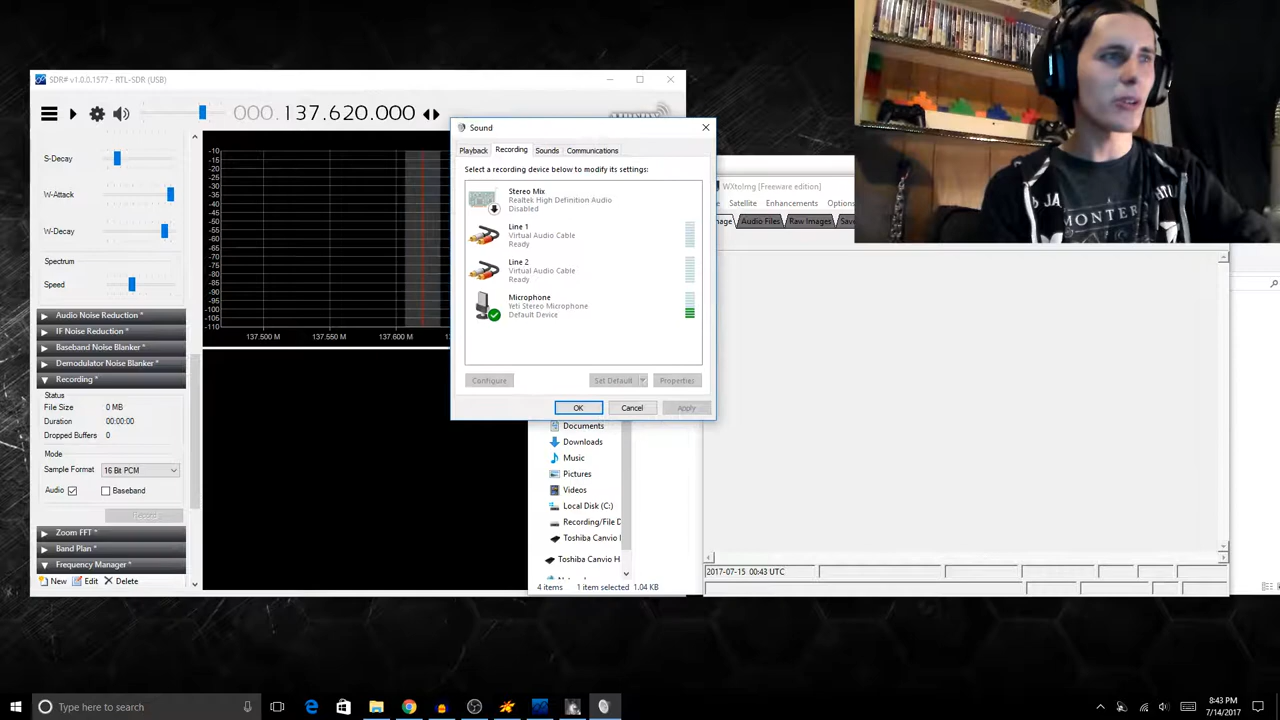 SDR# v1.0.0.1577 - RTL-SDR (USB)
000.137.620.000
S-Decay
W-Attack
W-Decay
Spectrum
Speed
Audio Noise Reduction *
IF Noise Reduction *
Baseband Noise Blanker *
Demodulator Noise Blanker *
Recording *
Status
File Size 0 MB
Duration 00:00:00
Dropped Buffers 0
Mode
Sample Format 16 Bit PCM
Audio Baseband
Record
Zoom FFT *
Band Plan *
Frequency Manager *
New Edit Delete
-10
-15
-20
-25
-30
-35
-40
-45
-50
-55
-60
-65
-70
-75
-80
-85
-90
-95
-100
-105
-110
137.500 M 137.550 M 137.600 M
Sound
Playback Recording Sounds Communications
Select a recording device below to modify its settings:
Stereo Mix
Realtek High Definition Audio
Disabled
Line 1
Virtual Audio Cable
Ready
Line 2
Virtual Audio Cable
Ready
Microphone
Yeti Stereo Microphone
Default Device
Configure Set Default Properties
OK Cancel Apply
Documents
Downloads
Music
Pictures
Videos
Local Disk (C:)
Recording/File D
Toshiba Canvio
Toshiba Canvio H
4 items 1 item selected 1.04 KB
WXtoImg [Freeware edition]
Satellite Enhancements Options
Audio Files Raw Images
2017-07-15 00:43 UTC
MONTER
Type here to search
8:43 PM
7/14/2017